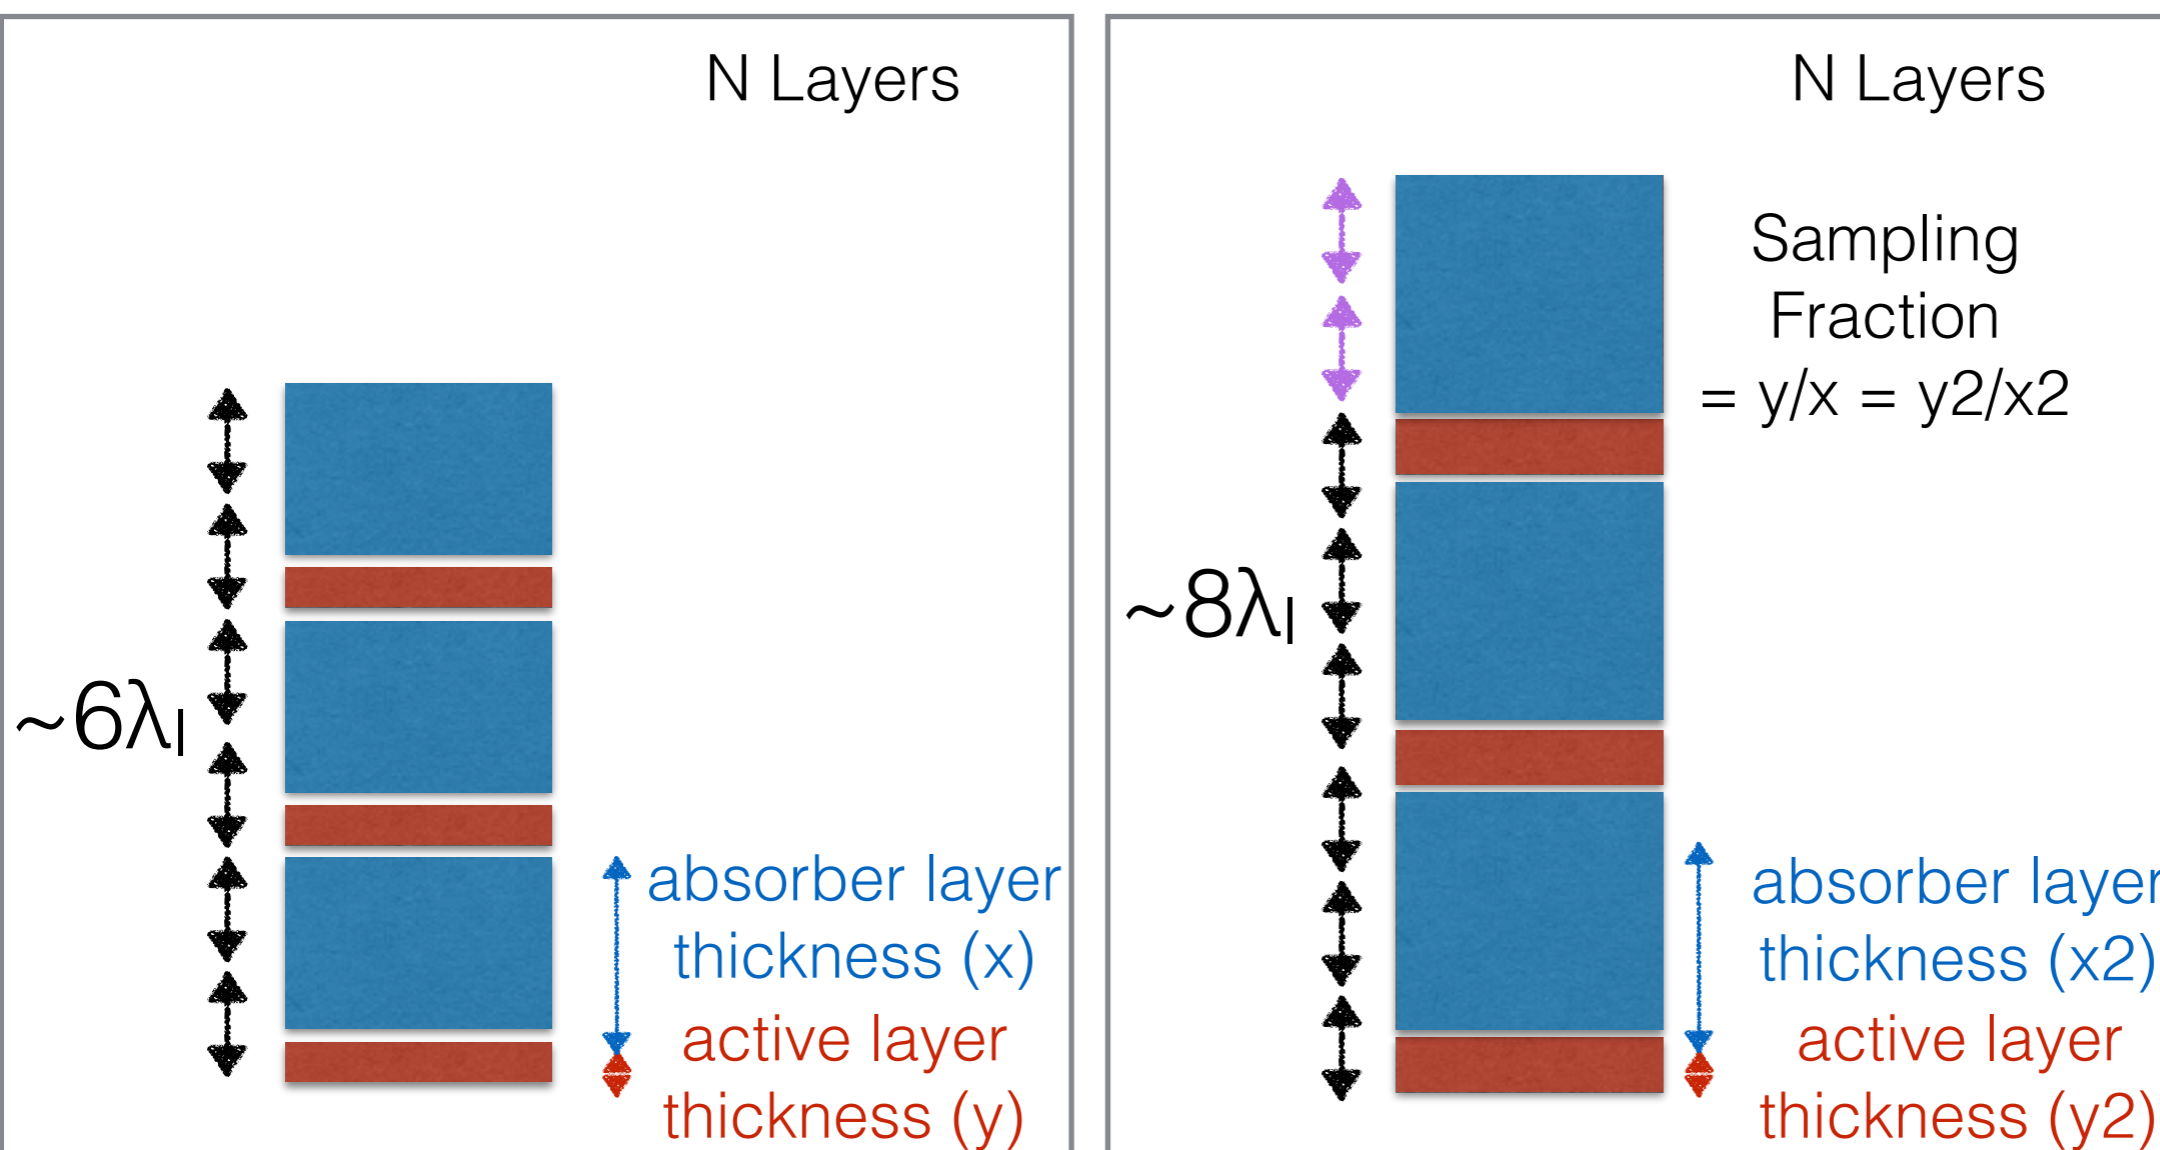 N Layers
~6λI
absorber layer
thickness (x)
active layer
thickness (y)
N Layers
Sampling
Fraction
= y/x = y2/x2
~8λI
absorber layer
thickness (x2)
active layer
thickness (y2)